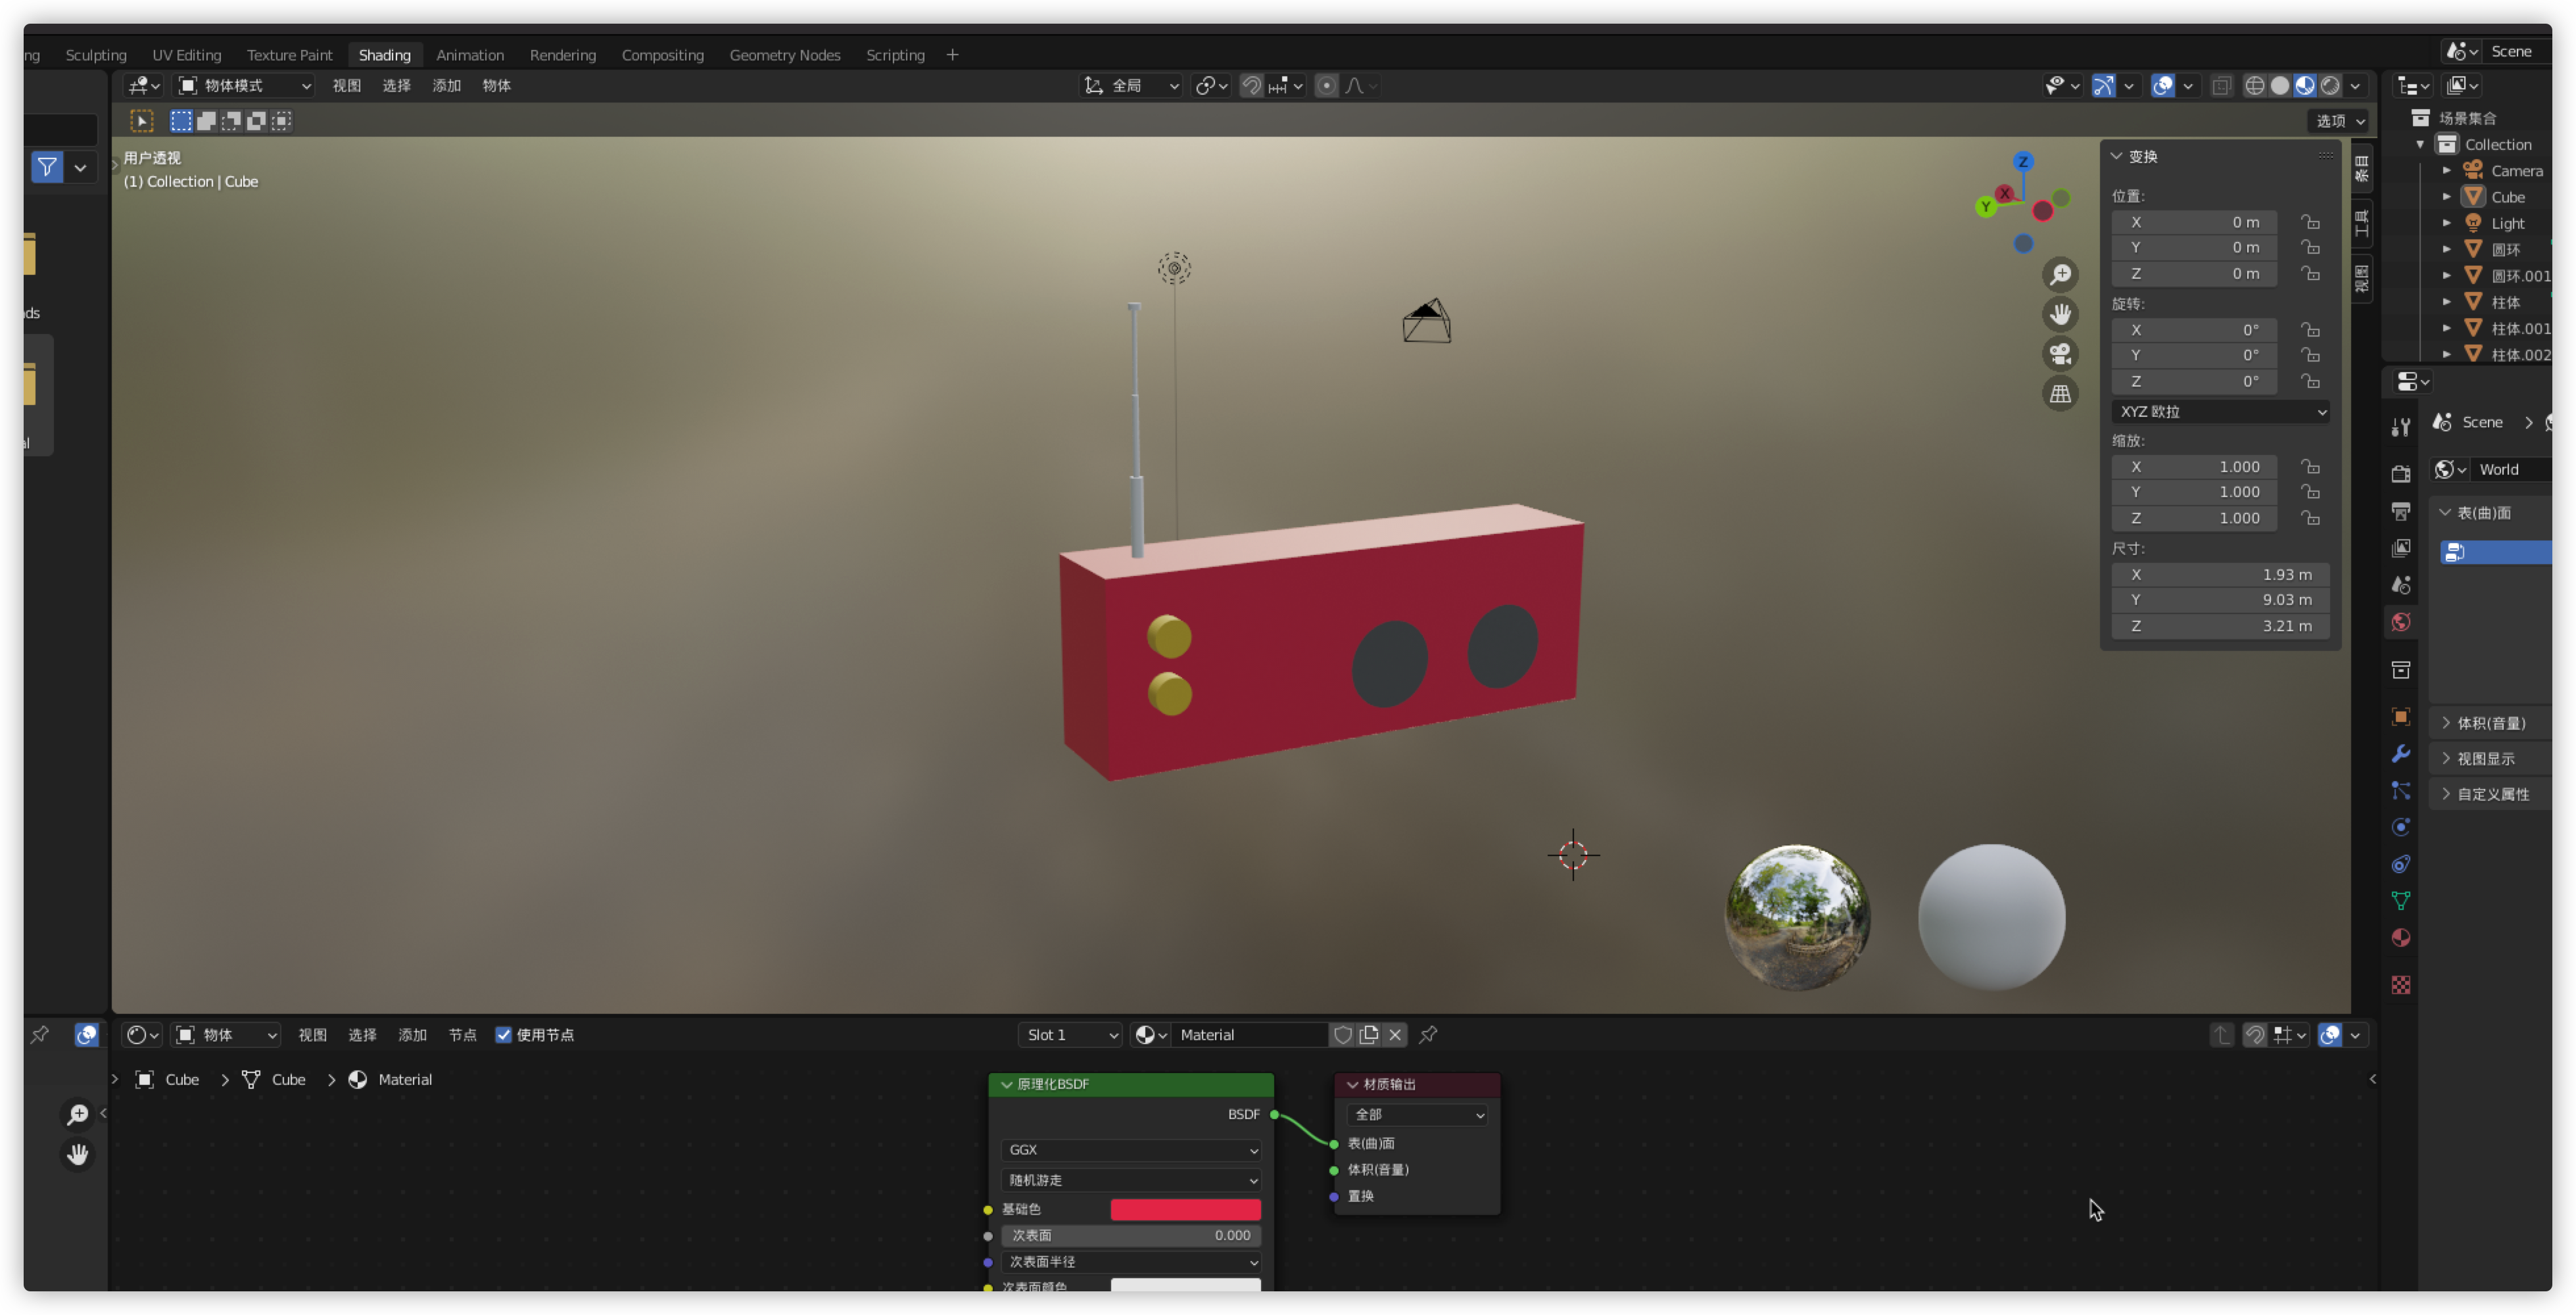 ng Sculpting UV Editing Texture Paint Shading Animation Rendering Compositing Geometry Nodes Scripting + Scene
物体模式 视图 选择 添加 物体 全局
选项
用户透视
(1) Collection | Cube
Z
X
Y
变换
位置:
X 0 m
Y 0 m
Z 0 m
旋转:
X 0°
Y 0°
Z 0°
XYZ 欧拉
缩放:
X 1.000
Y 1.000
Z 1.000
尺寸:
X 1.93 m
Y 9.03 m
Z 3.21 m
条目
工具
视图
场景集合
Collection
Camera
Cube
Light
圆环
圆环.001
柱体
柱体.001
柱体.002
Scene
World
表(曲)面
体积(音量)
视图显示
自定义属性
ds
al
物体 视图 选择 添加 节点 使用节点 Slot 1 Material
Cube > Cube > Material
原理化BSDF
BSDF
GGX
随机游走
基础色
次表面 0.000
次表面半径
次表面颜色
材质输出
全部
表(曲)面
体积(音量)
置换